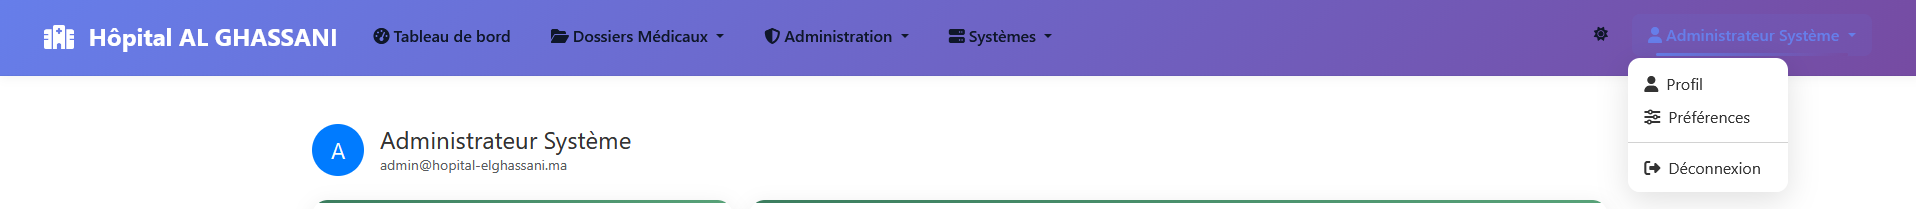 Hôpital AL GHASSANI
Tableau de bord
Dossiers Médicaux
Administration
Systèmes
Administrateur Système
Profil
Préférences
Déconnexion
A
Administrateur Système
admin@hopital-elghassani.ma